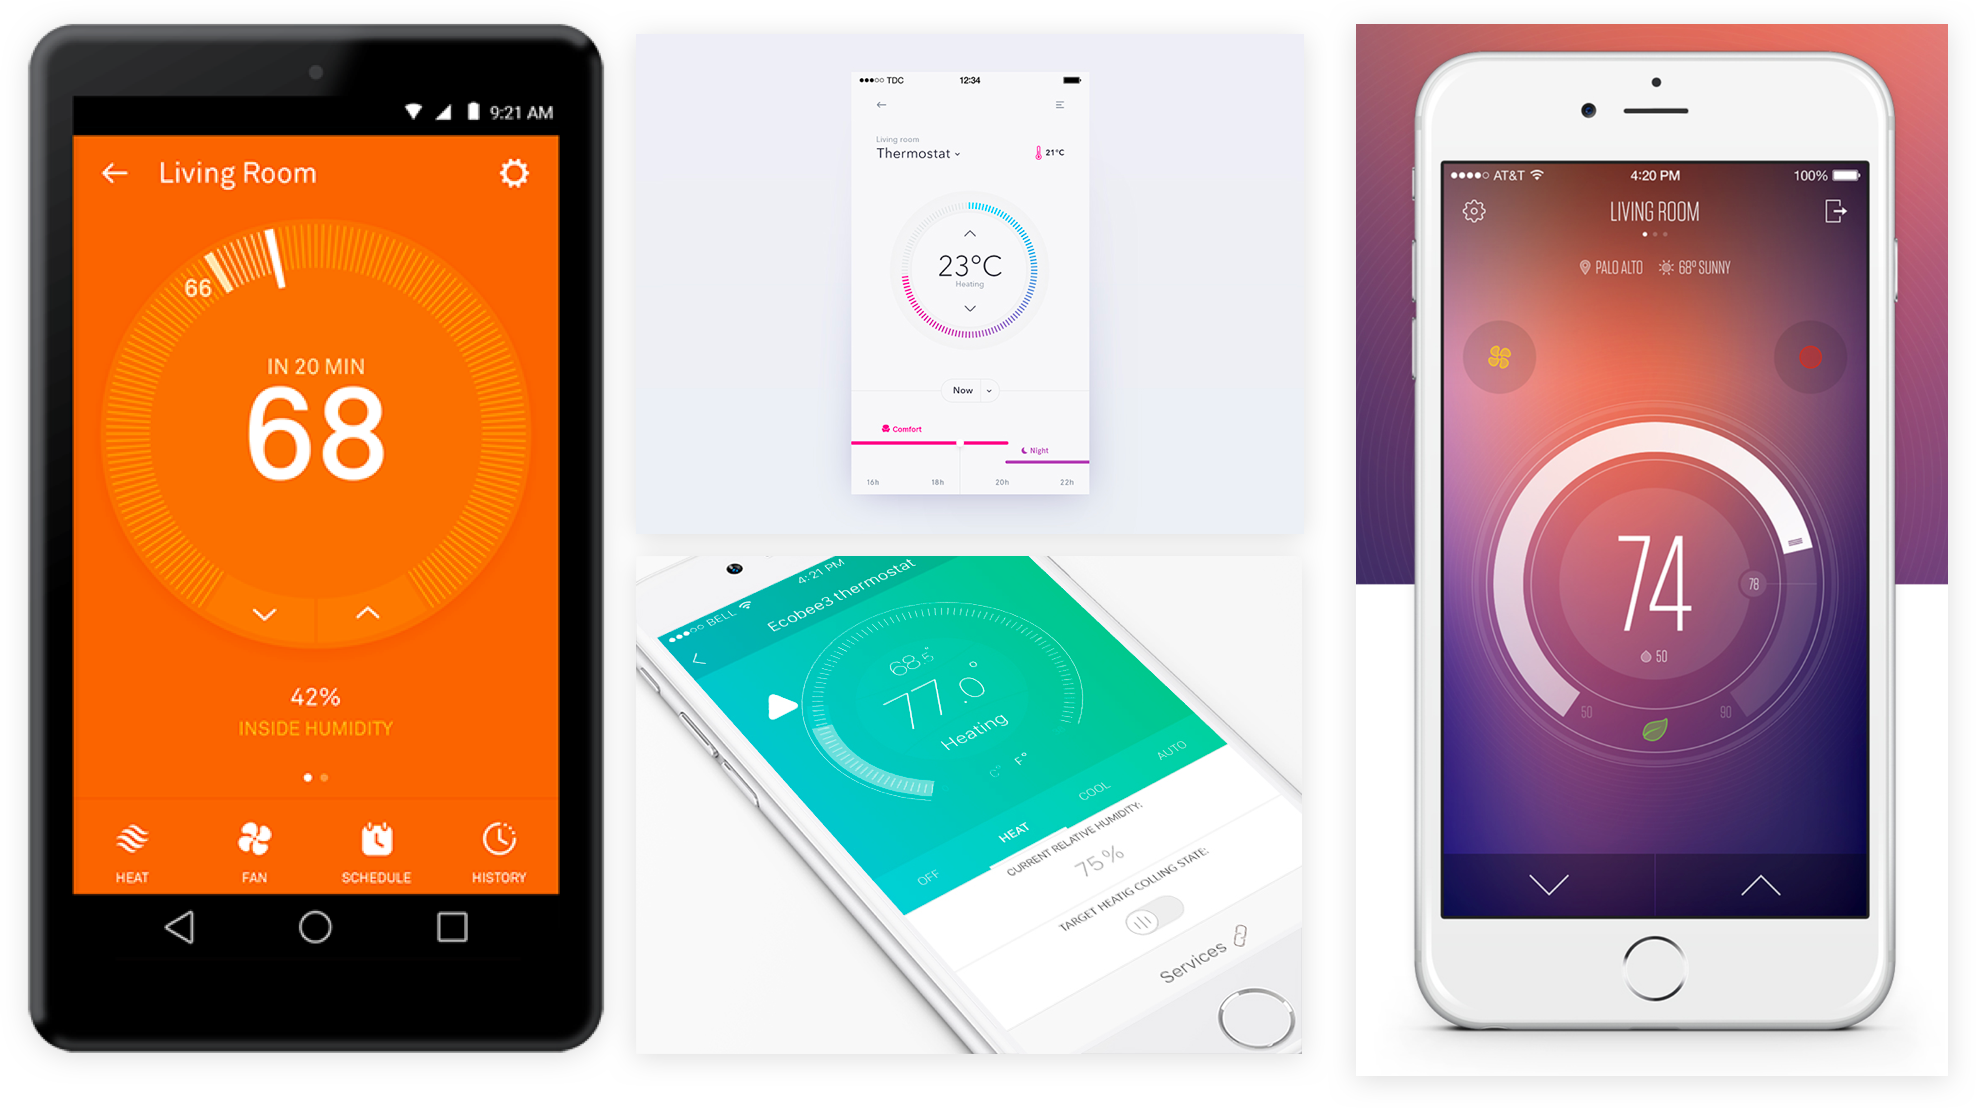 9:21 AM
Living Room
66
IN 20 MIN
68
42%
INSIDE HUMIDITY
HEAT
FAN
SCHEDULE
HISTORY
TDC
12:34
Living room
Thermostat
21°C
23°C
Heating
Now
Comfort
Night
16h
18h
20h
22h
BELL
4:21 PM
Ecobee3 thermostat
68.5°
77.0°
Heating
C° F°
OFF
HEAT
COOL
AUTO
CURRENT RELATIVE HUMIDITY:
75%
TARGET HEATIG COLLING STATE:
Services
AT&T
4:20 PM
100%
LIVING ROOM
PALO ALTO
68° SUNNY
74
78
50
50
90